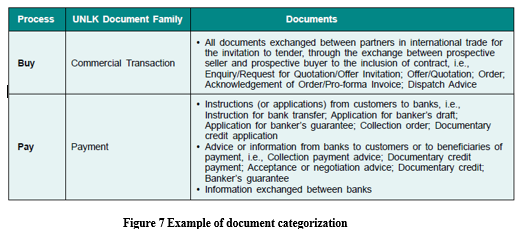 Process UNLK Document Family Documents
Buy Commercial Transaction
• All documents exchanged between partners in international trade for
the invitation to tender, through the exchange between prospective
seller and prospective buyer to the inclusion of contract, i.e.,
Enquiry/Request for Quotation/Offer Invitation; Offer/Quotation; Order;
Acknowledgement of Order/Pro-forma Invoice; Dispatch Advice
Pay Payment
• Instructions (or applications) from customers to banks, i.e.,
Instruction for bank transfer; Application for banker's draft;
Application for banker's guarantee; Collection order; Documentary
credit application
• Advice or information from banks to customers or to beneficiaries of
payment, i.e., Collection payment advice; Documentary credit
payment; Acceptance or negotiation advice; Documentary credit;
Banker's guarantee
• Information exchanged between banks
Figure 7 Example of document categorization